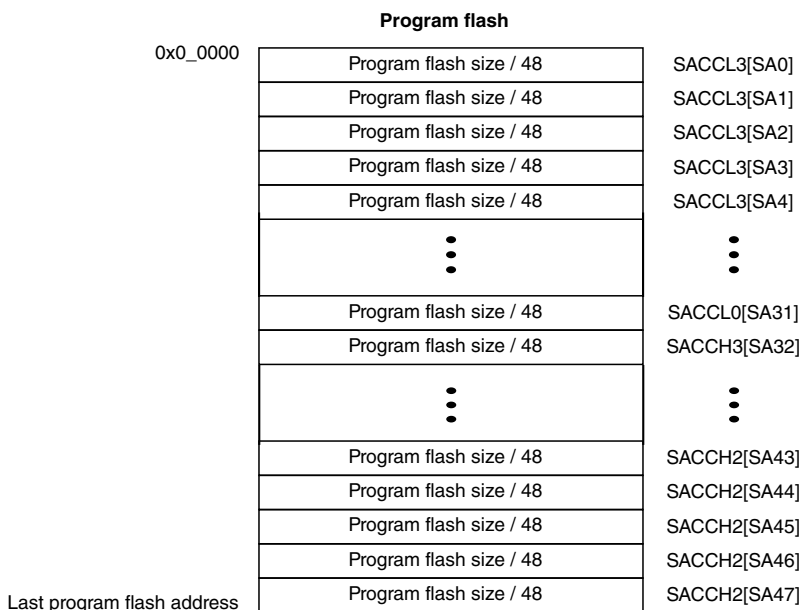 Program flash
0x0_0000 Program flash size / 48 SACCL3[SA0]
Program flash size / 48 SACCL3[SA1]
Program flash size / 48 SACCL3[SA2]
Program flash size / 48 SACCL3[SA3]
Program flash size / 48 SACCL3[SA4]
Program flash size / 48 SACCL0[SA31]
Program flash size / 48 SACCH3[SA32]
Program flash size / 48 SACCH2[SA43]
Program flash size / 48 SACCH2[SA44]
Program flash size / 48 SACCH2[SA45]
Program flash size / 48 SACCH2[SA46]
Last program flash address Program flash size / 48 SACCH2[SA47]